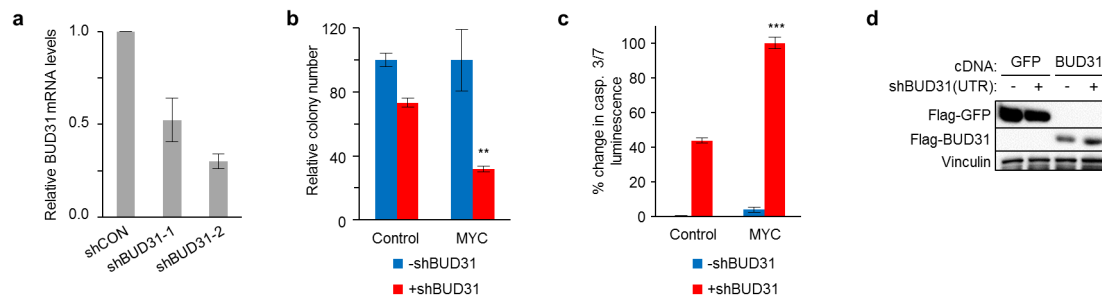 a
Relative BUD31 mRNA levels
1.0
0.5
0.0
shCON
shBUD31-1
shBUD31-2
b
Relative colony number
120
80
40
0
Control
MYC
**
-shBUD31
+shBUD31
c
% change in casp. 3/7
luminescence
100
80
60
40
20
0
***
Control
MYC
-shBUD31
+shBUD31
d
cDNA: GFP BUD31
shBUD31(UTR): - + - +
Flag-GFP
Flag-BUD31
Vinculin